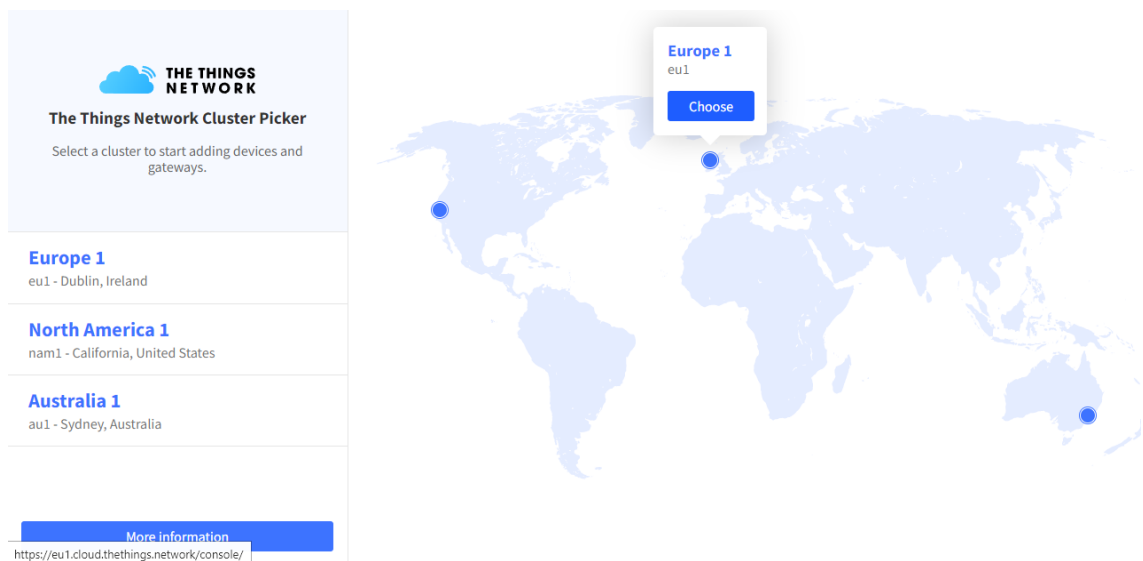 THE THINGS
NETWORK
The Things Network Cluster Picker
Select a cluster to start adding devices and
gateways.
Europe 1
eu1 - Dublin, Ireland
North America 1
nam1 - California, United States
Australia 1
au1 - Sydney, Australia
More information
https://eu1.cloud.thethings.network/console/
Europe 1
eu1
Choose